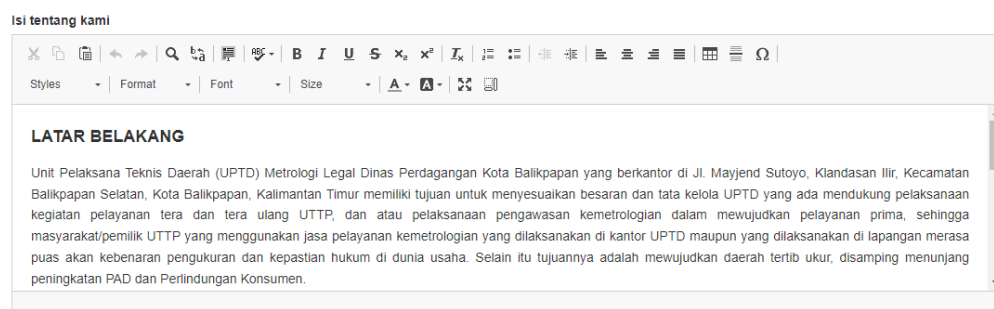 Isi tentang kami
Styles Format Font Size
LATAR BELAKANG
Unit Pelaksana Teknis Daerah (UPTD) Metrologi Legal Dinas Perdagangan Kota Balikpapan yang berkantor di Jl. Mayjend Sutoyo, Klandasan Ilir, Kecamatan
Balikpapan Selatan, Kota Balikpapan, Kalimantan Timur memiliki tujuan untuk menyesuaikan besaran dan tata kelola UPTD yang ada mendukung pelaksanaan
kegiatan pelayanan tera dan tera ulang UTTP, dan atau pelaksanaan pengawasan kemetrologian dalam mewujudkan pelayanan prima, sehingga
masyarakat/pemilik UTTP yang menggunakan jasa pelayanan kemetrologian yang dilaksanakan di kantor UPTD maupun yang dilaksanakan di lapangan merasa
puas akan kebenaran pengukuran dan kepastian hukum di dunia usaha. Selain itu tujuannya adalah mewujudkan daerah tertib ukur, disamping menunjang
peningkatan PAD dan Perlindungan Konsumen.